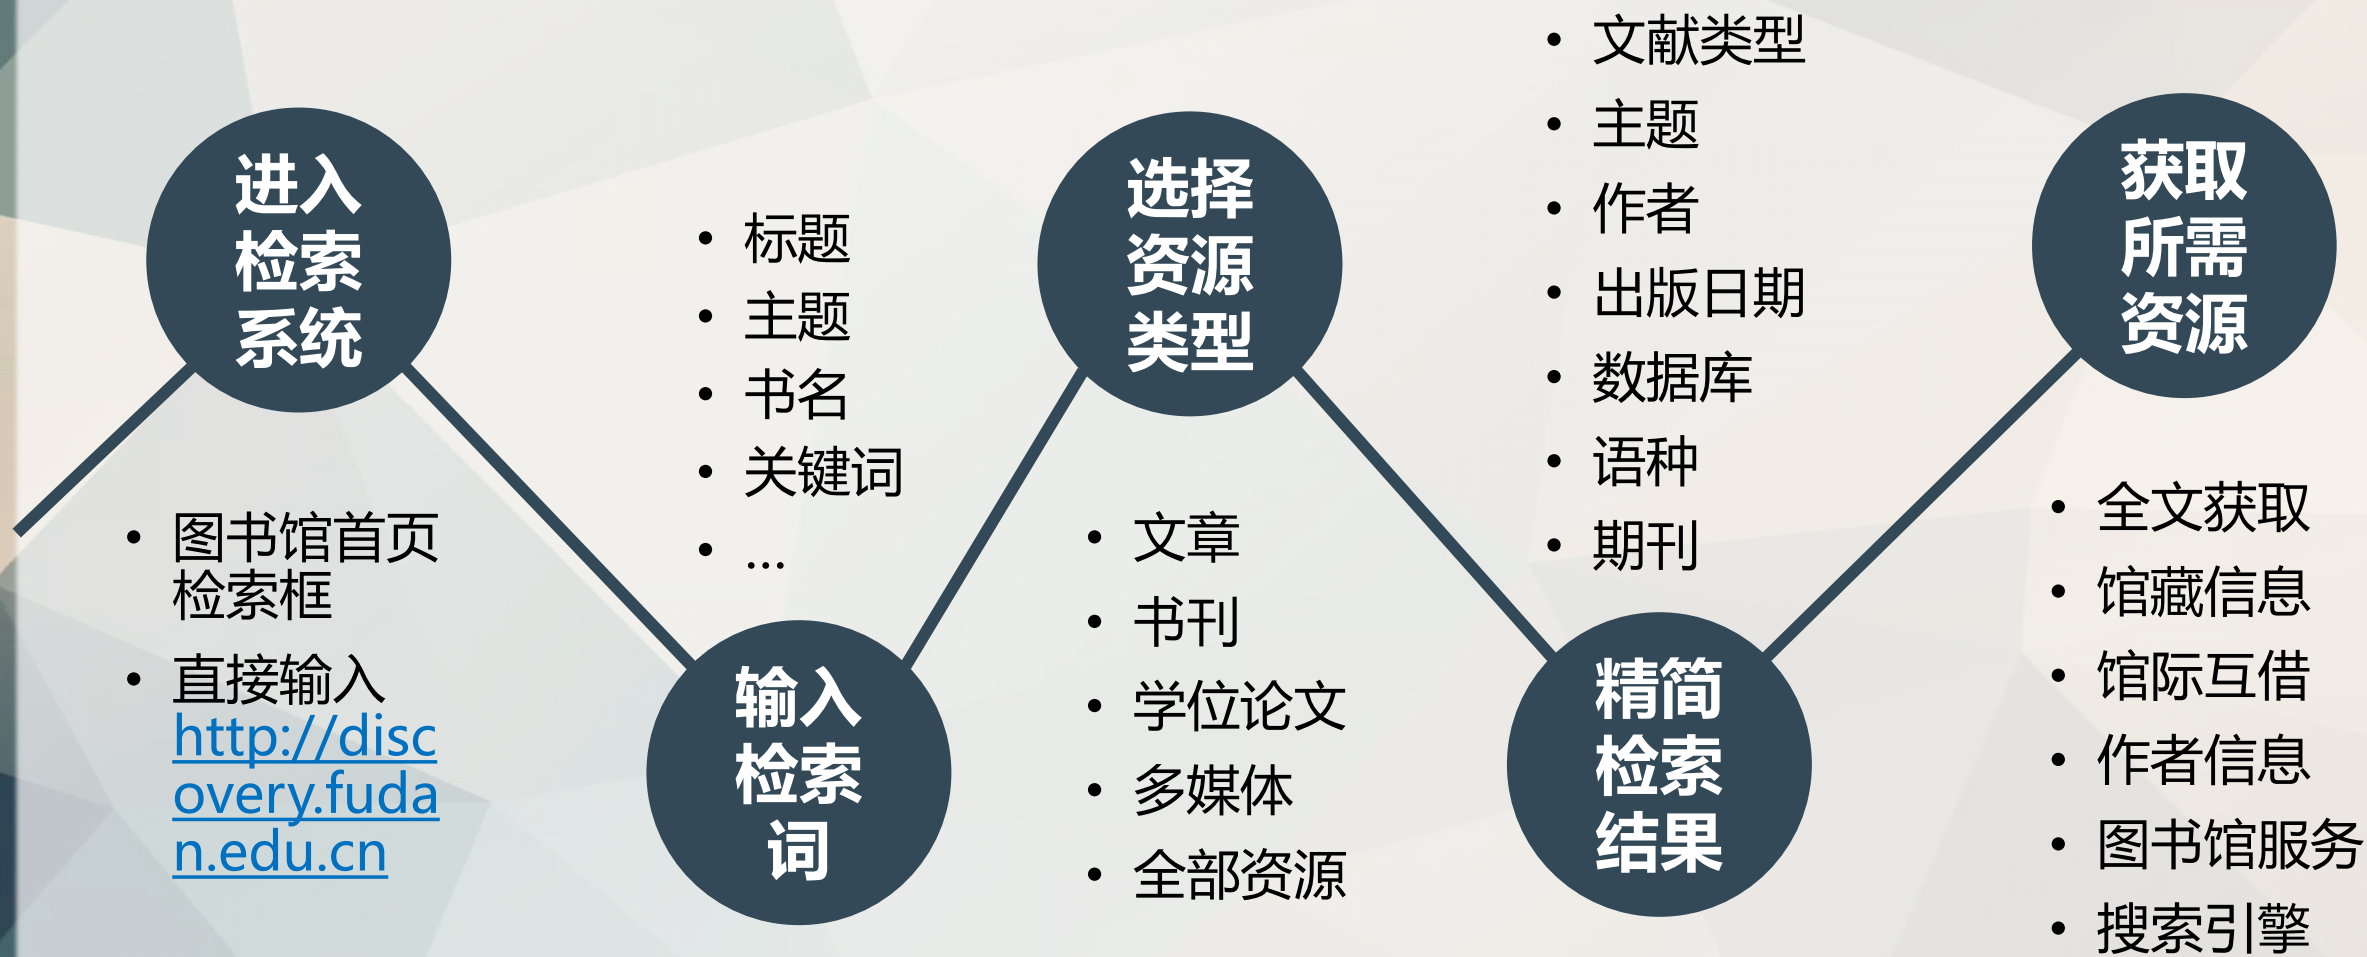 进入
检索
系统
• 图书馆首页
检索框
• 直接输入
http://disc
overy.fuda
n.edu.cn
• 标题
• 主题
• 书名
• 关键词
• ...
输入
检索
词
选择
资源
类型
• 文章
• 书刊
• 学位论文
• 多媒体
• 全部资源
• 文献类型
• 主题
• 作者
• 出版日期
• 数据库
• 语种
• 期刊
精简
检索
结果
获取
所需
资源
• 全文获取
• 馆藏信息
• 馆际互借
• 作者信息
• 图书馆服务
• 搜索引擎